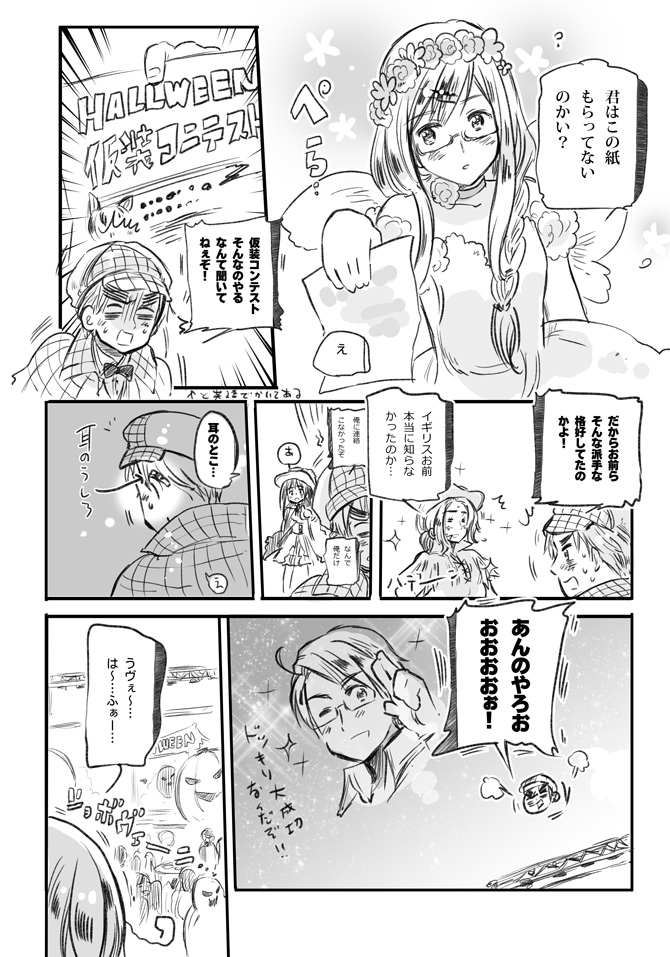 君はこの紙
もらってない
のかい？
ぺら…
え
HALLWEEN
仮装コンテスト
仮装コンテスト
そんなのやる
なんて聞いて
ねぇぞ！
と英語でかいてある
だからお前ら
そんな派手な
格好してたの
かよ！
イギリスお前
本当に知らな
かったのか…
俺に連絡
こなかったぞ
あ
なんで
俺だけ
耳のとこ…
耳のうしろ
え
あんのやろお
おおおおぉ！
ドッキリ大成功
なんだぞ!!
うヴぇ〜…
は〜…ふぁー…
WEEN